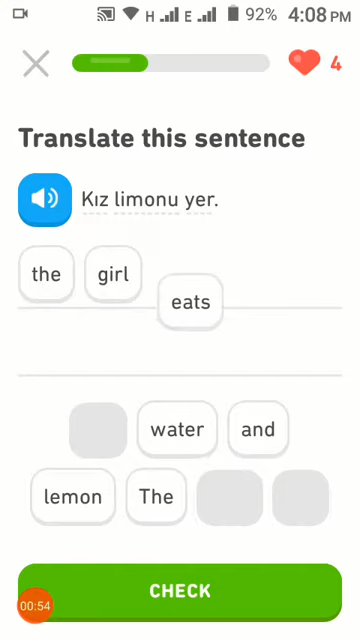 H E 92% 4:08 PM
4
Translate this sentence
Kız limonu yer.
the girl
eats
water and
lemon The
CHECK
00:54